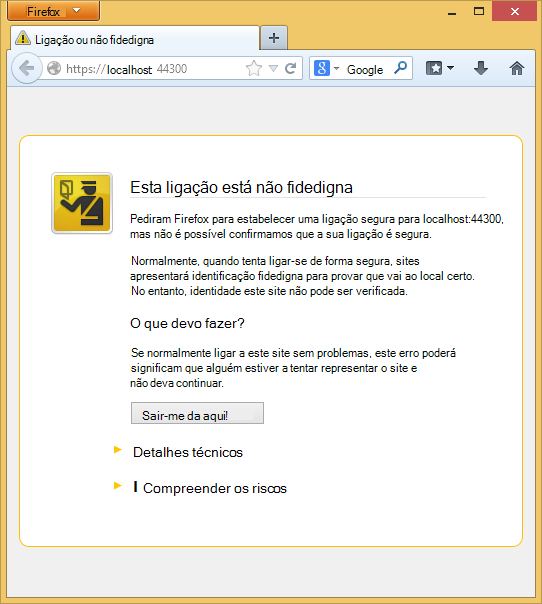 Firefox
Ligação ou não fidedigna
https://localhost 44300
Google
Esta ligação está não fidedigna
Pediram Firefox para estabelecer uma ligação segura para localhost:44300,
mas não é possível confirmamos que a sua ligação é segura.
Normalmente, quando tenta ligar-se de forma segura, sites
apresentará identificação fidedigna para provar que vai ao local certo.
No entanto, identidade este site não pode ser verificada.
O que devo fazer?
Se normalmente ligar a este site sem problemas, este erro poderá
significam que alguém estiver a tentar representar o site e
não deva continuar.
Sair-me da aqui!
Detalhes técnicos
I Compreender os riscos